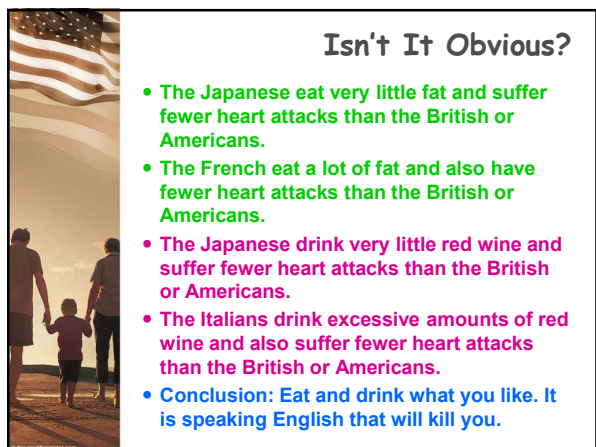 Isn't It Obvious?
• The Japanese eat very little fat and suffer
fewer heart attacks than the British or
Americans.
• The French eat a lot of fat and also have
fewer heart attacks than the British or
Americans.
• The Japanese drink very little red wine and
suffer fewer heart attacks than the British
or Americans.
• The Italians drink excessive amounts of red
wine and also suffer fewer heart attacks
than the British or Americans.
• Conclusion: Eat and drink what you like. It
is speaking English that will kill you.